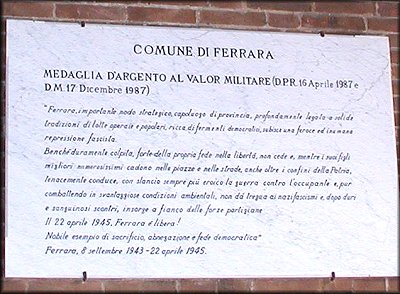 COMUNE DI FERRARA
MEDAGLIA D'ARGENTO AL VALOR MILITARE (D.P.R. 16 Aprile 1987 e
D.M. 17 Dicembre 1987)
"Ferrara, importante nodo strategico, capoluogo di provincia, profondamente legata a solide
tradizioni di lotte operaie e popolari, ricca di fermenti democratici, subisce una feroce ed inumana
repressione fascista.
Benchè duramente colpita, forte della propria fede nella libertà, non cede e, mentre i suoi figli
migliori numerosissimi cadono nelle piazze e nelle strade, anche oltre i confini della Patria,
tenacemente conduce, con slancio sempre più eroico la guerra contro l'occupante e, pur
combattendo in svantaggiose condizioni ambientali, non dà tregua ai nazifascismi e, dopo duri
e sanguinosi scontri, insorge a fianco delle forze partigiane.
Il 22 aprile 1945, Ferrara è libera!
Nobile esempio di sacrificio, abnegazione e fede democratica"
Ferrara, 8 settembre 1943 - 22 aprile 1945.